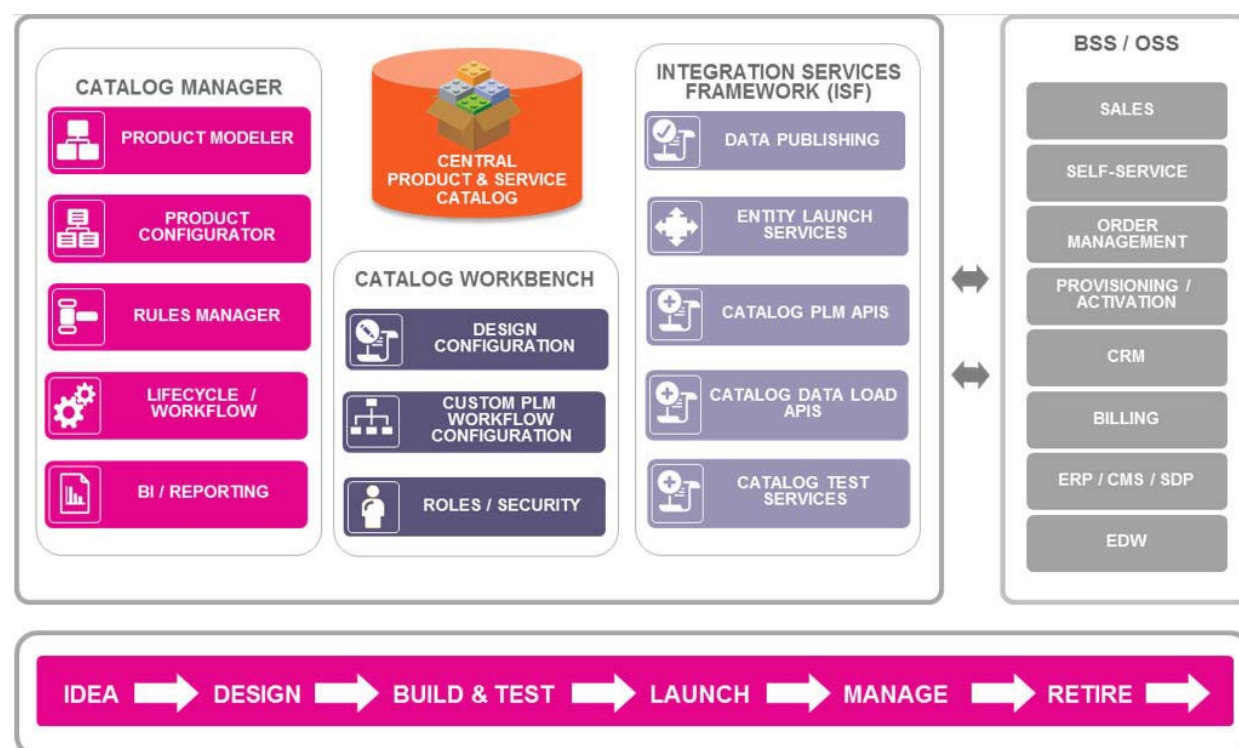 CATALOG MANAGER
PRODUCT MODELER
PRODUCT
CONFIGURATOR
RULES MANAGER
LIFECYCLE /
WORKFLOW
BI / REPORTING
CENTRAL
PRODUCT & SERVICE
CATALOG
CATALOG WORKBENCH
DESIGN
CONFIGURATION
CUSTOM PLM
WORKFLOW
CONFIGURATION
ROLES / SECURITY
INTEGRATION SERVICES
FRAMEWORK (ISF)
DATA PUBLISHING
ENTITY LAUNCH
SERVICES
CATALOG PLM APIS
CATALOG DATA LOAD
APIS
CATALOG TEST
SERVICES
BSS / OSS
SALES
SELF-SERVICE
ORDER
MANAGEMENT
PROVISIONING /
ACTIVATION
CRM
BILLING
ERP / CMS / SDP
EDW
IDEA DESIGN BUILD & TEST LAUNCH MANAGE RETIRE